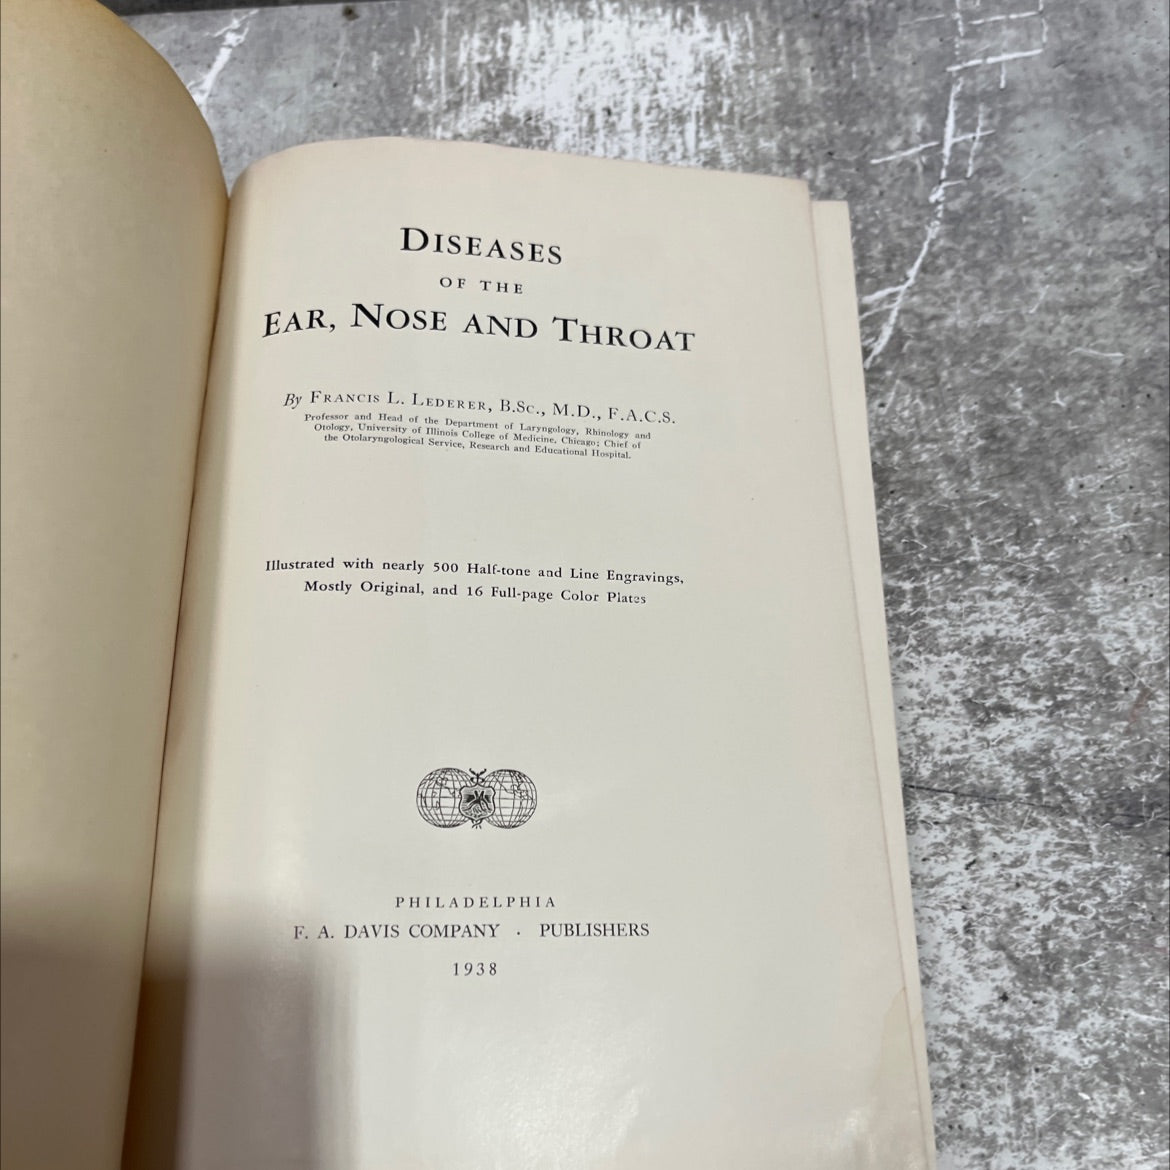 DISEASES
OF THE
EAR, NOSE AND THROAT
By FRANCIS L. LEDERER, B.SC., M.D., F.A.C.S.
Professor and Head of the Department of Laryngology, Rhinology and
Otology, University of Illinois College of Medicine, Chicago; Chief of
the Otolaryngological Service, Research and Educational Hospital.
Illustrated with nearly 500 Half-tone and Line Engravings,
Mostly Original, and 16 Full-page Color Plates
PHILADELPHIA
F. A. DAVIS COMPANY · PUBLISHERS
1938